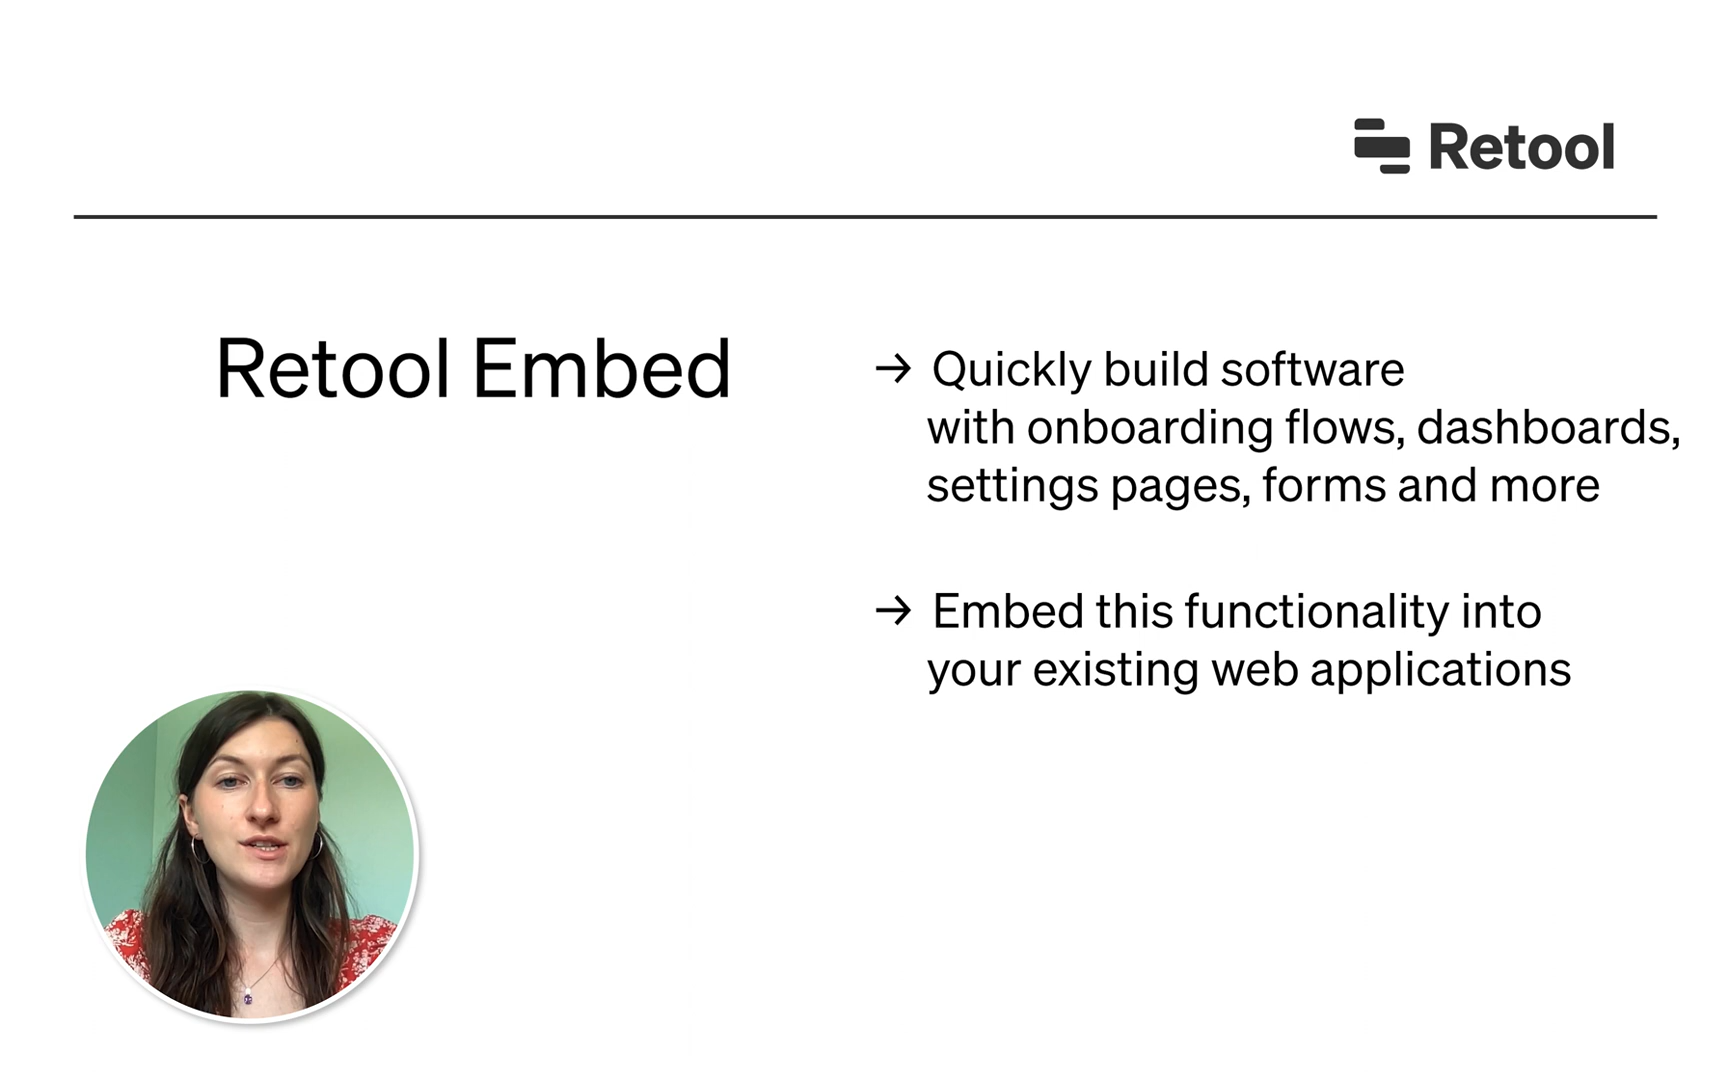 Retool
Retool Embed
→ Quickly build software
with onboarding flows, dashboards,
settings pages, forms and more
→ Embed this functionality into
your existing web applications